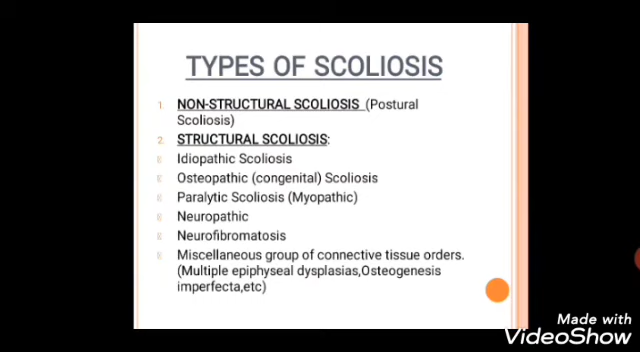 TYPES OF SCOLIOSIS
1. NON-STRUCTURAL SCOLIOSIS (Postural
Scoliosis)
2. STRUCTURAL SCOLIOSIS:
Idiopathic Scoliosis
Osteopathic (congenital) Scoliosis
Paralytic Scoliosis (Myopathic)
Neuropathic
Neurofibromatosis
Miscellaneous group of connective tissue orders.
(Multiple epiphyseal dysplasias,Osteogenesis
imperfecta,etc)
Made with
VideoShow